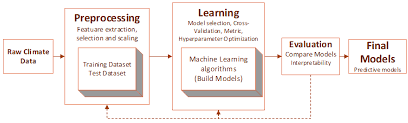 Raw Climate
Data
Preprocessing
Featuare extraction,
selection and scaling
Training Dataset
Test Dataset
Learning
Model selection, Cross-
Validation, Metric,
Hyperparameter Optimization
Machine Learning
algorithms
(Build Models)
Evaluation
Compare Models
Interpretability
Final
Models
Predictive models